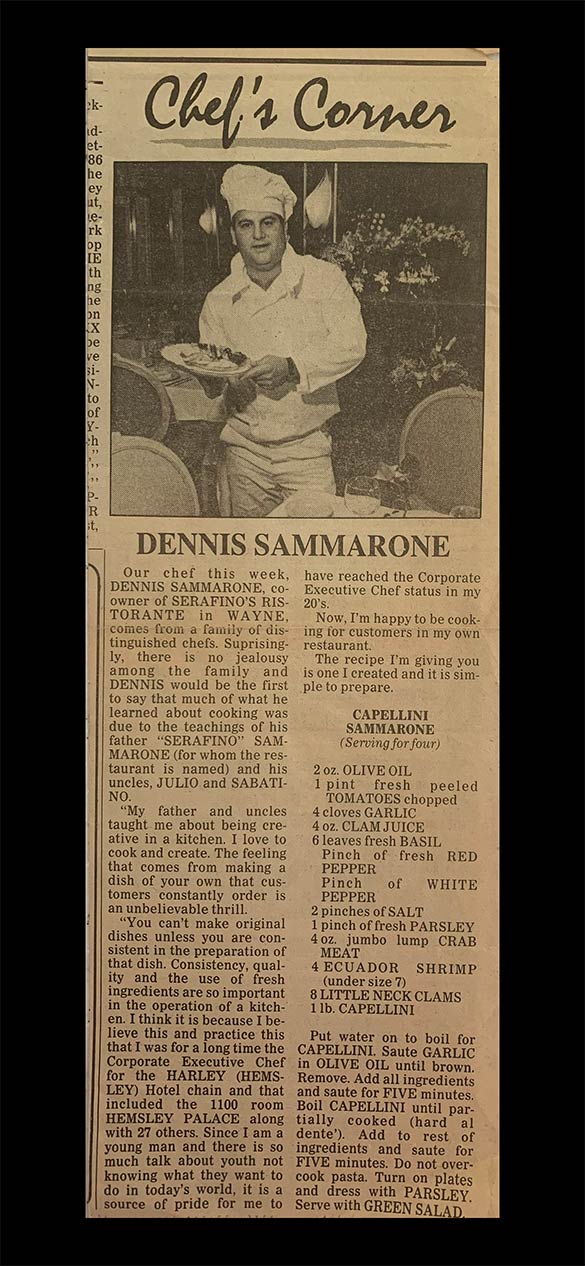 Chef's Corner
k-
d-
et-
86
he
ey
ut,
e-
rk
op
IE
th
ng
he
on
X
be
ve
si-
N-
to
of
Y-
h
,"
P-
R
st,
DENNIS SAMMARONE
Our chef this week,
DENNIS SAMMARONE, co-
owner of SERAFINO'S RIS-
TORANTE in WAYNE,
comes from a family of dis-
tinguished chefs. Suprising-
ly, there is no jealousy
among the family and
DENNIS would be the first
to say that much of what he
learned about cooking was
due to the teachings of his
father "SERAFINO" SAM-
MARONE (for whom the res-
taurant is named) and his
uncles, JULIO and SABATI-
NO.
"My father and uncles
taught me about being cre-
ative in a kitchen. I love to
cook and create. The feeling
that comes from making a
dish of your own that cus-
tomers constantly order is
an unbelievable thrill.
"You can't make original
dishes unless you are con-
sistent in the preparation of
that dish. Consistency, qual-
ity and the use of fresh
ingredients are so important
in the operation of a kitch-
en. I think it is because I be-
lieve this and practice this
that I was for a long time the
Corporate Executive Chef
for the HARLEY (HEMS-
LEY) Hotel chain and that
included the 1100 room
HEMSLEY PALACE along
with 27 others. Since I am a
young man and there is so
much talk about youth not
knowing what they want to
do in today's world, it is a
source of pride for me to
have reached the Corporate
Executive Chef status in my
20's.
Now, I'm happy to be cook-
ing for customers in my own
restaurant.
The recipe I'm giving you
is one I created and it is sim-
ple to prepare.
CAPELLINI
SAMMARONE
(Serving for four)
2 oz. OLIVE OIL
1 pint fresh peeled
TOMATOES chopped
4 cloves GARLIC
4 oz. CLAM JUICE
6 leaves fresh BASIL
Pinch of fresh RED
PEPPER
Pinch of WHITE
PEPPER
2 pinches of SALT
1 pinch of fresh PARSLEY
4 oz. jumbo lump CRAB
MEAT
4 ECUADOR SHRIMP
(under size 7)
8 LITTLE NECK CLAMS
1 lb. CAPELLINI
Put water on to boil for
CAPELLINI. Saute GARLIC
in OLIVE OIL until brown.
Remove. Add all ingredients
and saute for FIVE minutes.
Boil CAPELLINI until par-
tially cooked (hard al
dente'). Add to rest of
ingredients and saute for
FIVE minutes. Do not over-
cook pasta. Turn on plates
and dress with PARSLEY.
Serve with GREEN SALAD.